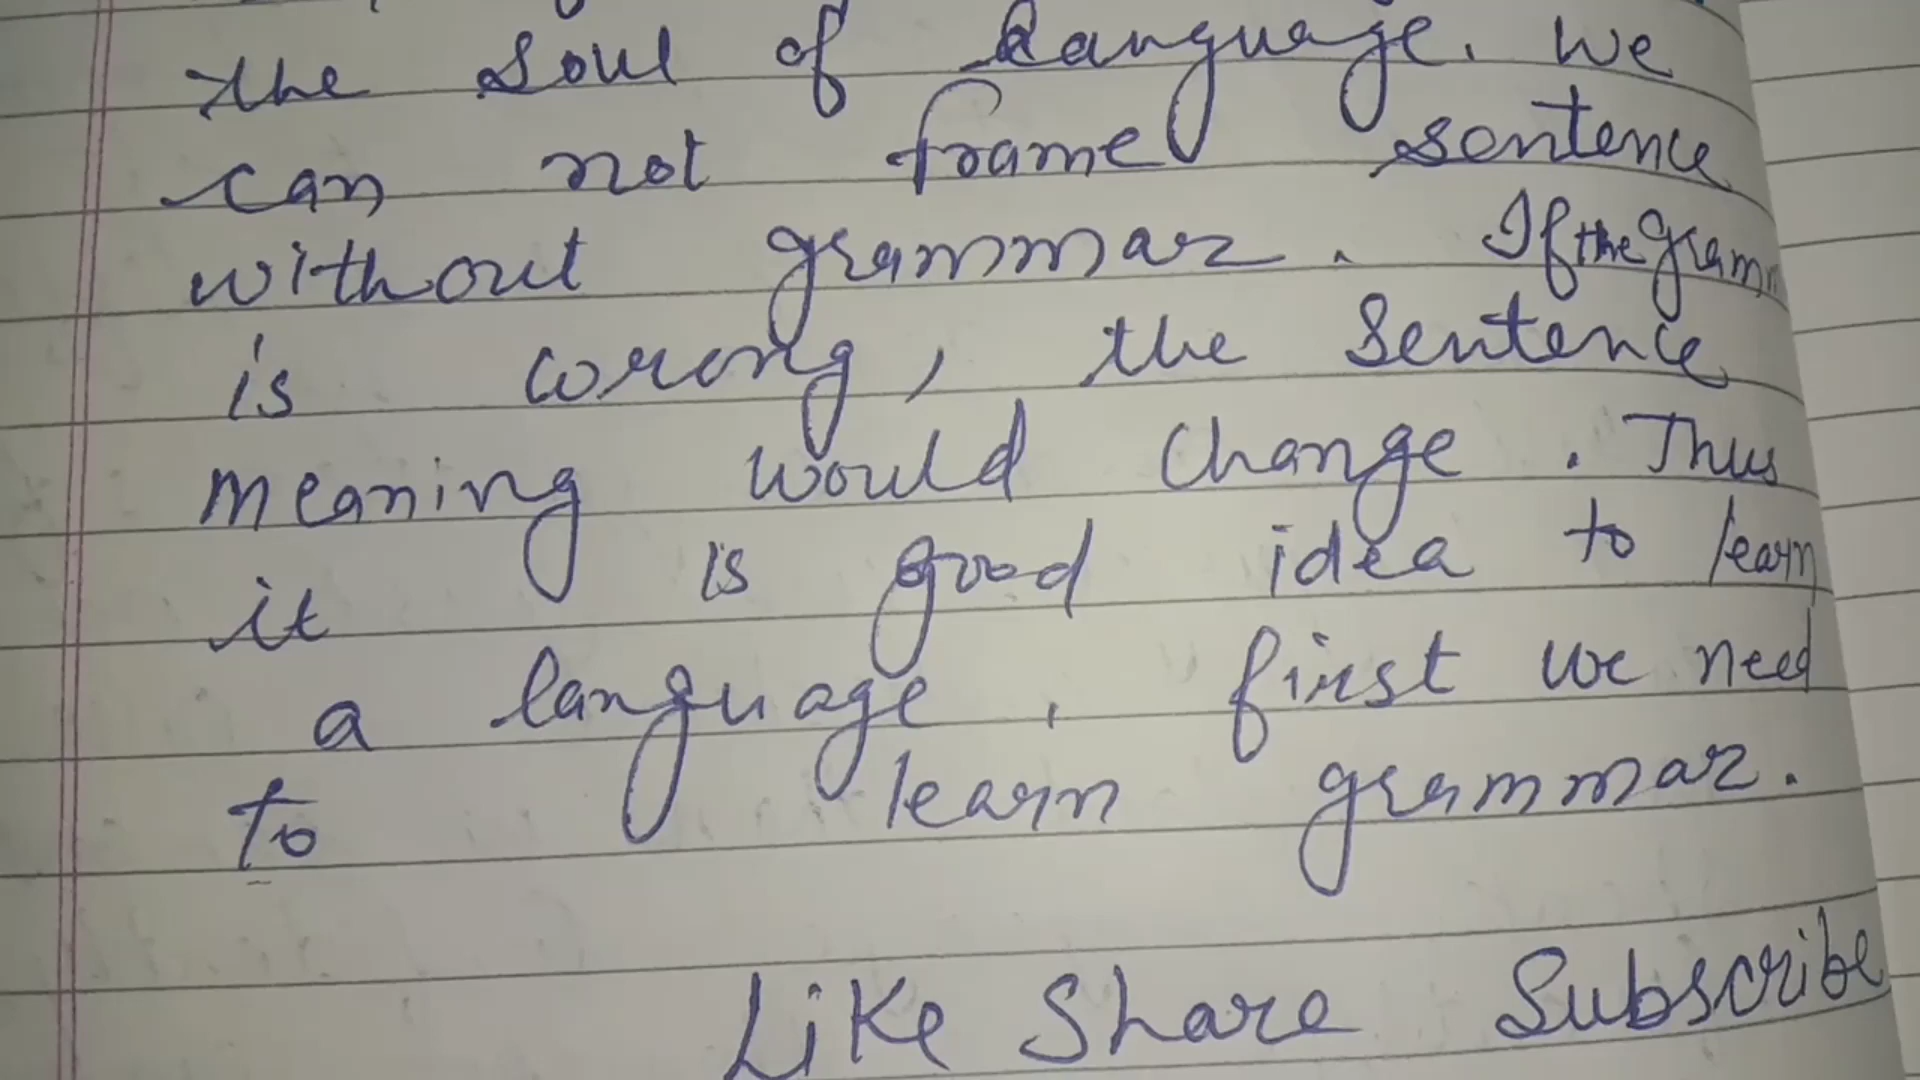 the soul of language. We
can not frame sentence
without grammar. If the gramm
is wrong, the sentence
meaning would change. Thus
it is good idea to learn
a language, first we need
to learn grammar.
Like Share Subscribe